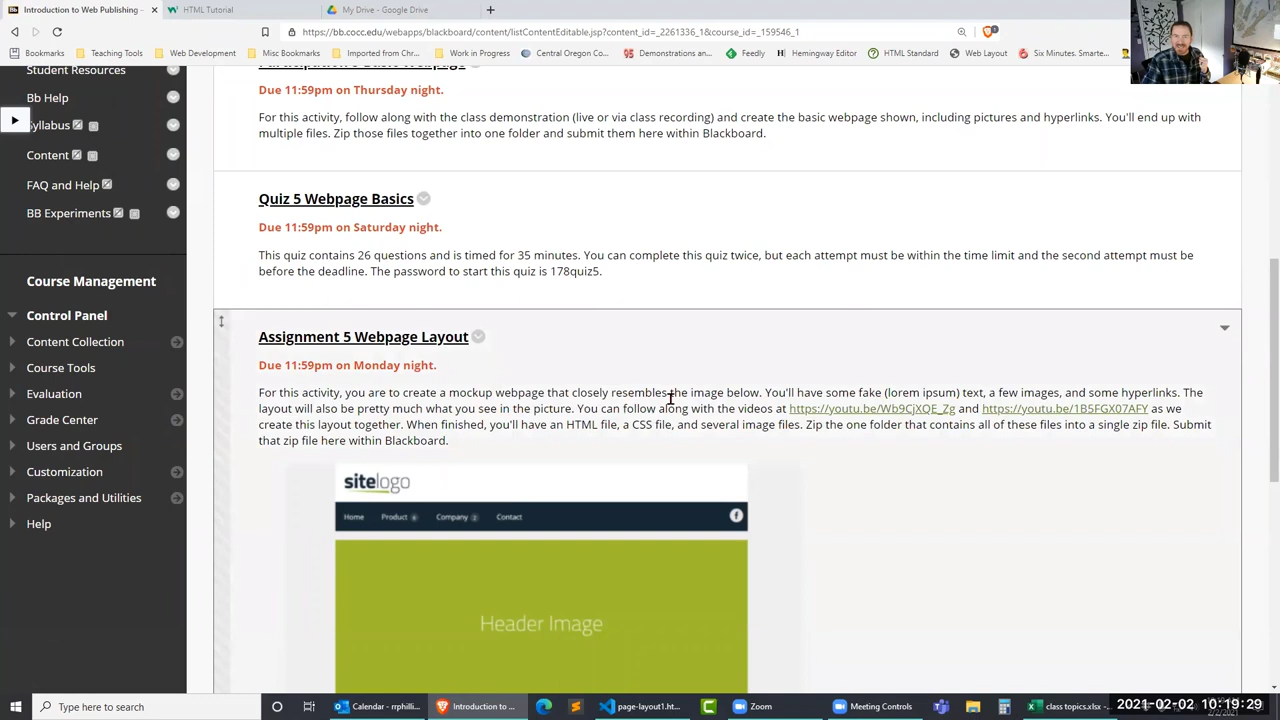 Introduction to Web Publishing -
HTML Tutorial
My Drive - Google Drive
https://bb.cocc.edu/webapps/blackboard/content/listContentEditable.jsp?content_id=_2261336_1&course_id=_159546_1
Bookmarks
Teaching Tools
Web Development
Misc Bookmarks
Imported from Chr...
Work in Progress
Central Oregon Co...
Demonstrations an...
Feedly
Hemingway Editor
HTML Standard
Web Layout
Six Minutes. Smarte...
Student Resources
Bb Help
Syllabus
Content
FAQ and Help
BB Experiments
Course Management
Control Panel
Content Collection
Course Tools
Evaluation
Grade Center
Users and Groups
Customization
Packages and Utilities
Help
Due 11:59pm on Thursday night.
For this activity, follow along with the class demonstration (live or via class recording) and create the basic webpage shown, including pictures and hyperlinks. You'll end up with
multiple files. Zip those files together into one folder and submit them here within Blackboard.
Quiz 5 Webpage Basics
Due 11:59pm on Saturday night.
This quiz contains 26 questions and is timed for 35 minutes. You can complete this quiz twice, but each attempt must be within the time limit and the second attempt must be
before the deadline. The password to start this quiz is 178quiz5.
Assignment 5 Webpage Layout
Due 11:59pm on Monday night.
For this activity, you are to create a mockup webpage that closely resembles the image below. You'll have some fake (lorem ipsum) text, a few images, and some hyperlinks. The
layout will also be pretty much what you see in the picture. You can follow along with the videos at https://youtu.be/Wb9CjXQE_Zg and https://youtu.be/1B5FGX07AFY as we
create this layout together. When finished, you'll have an HTML file, a CSS file, and several image files. Zip the one folder that contains all of these files into a single zip file. Submit
that zip file here within Blackboard.
sitelogo
Home Product Company Contact
Header Image
Type here to search
Calendar - rrphilli...
Introduction to ...
page-layout1.ht...
Zoom
Meeting Controls
class topics.xlsx - ...
2021-02-02 10:19:29